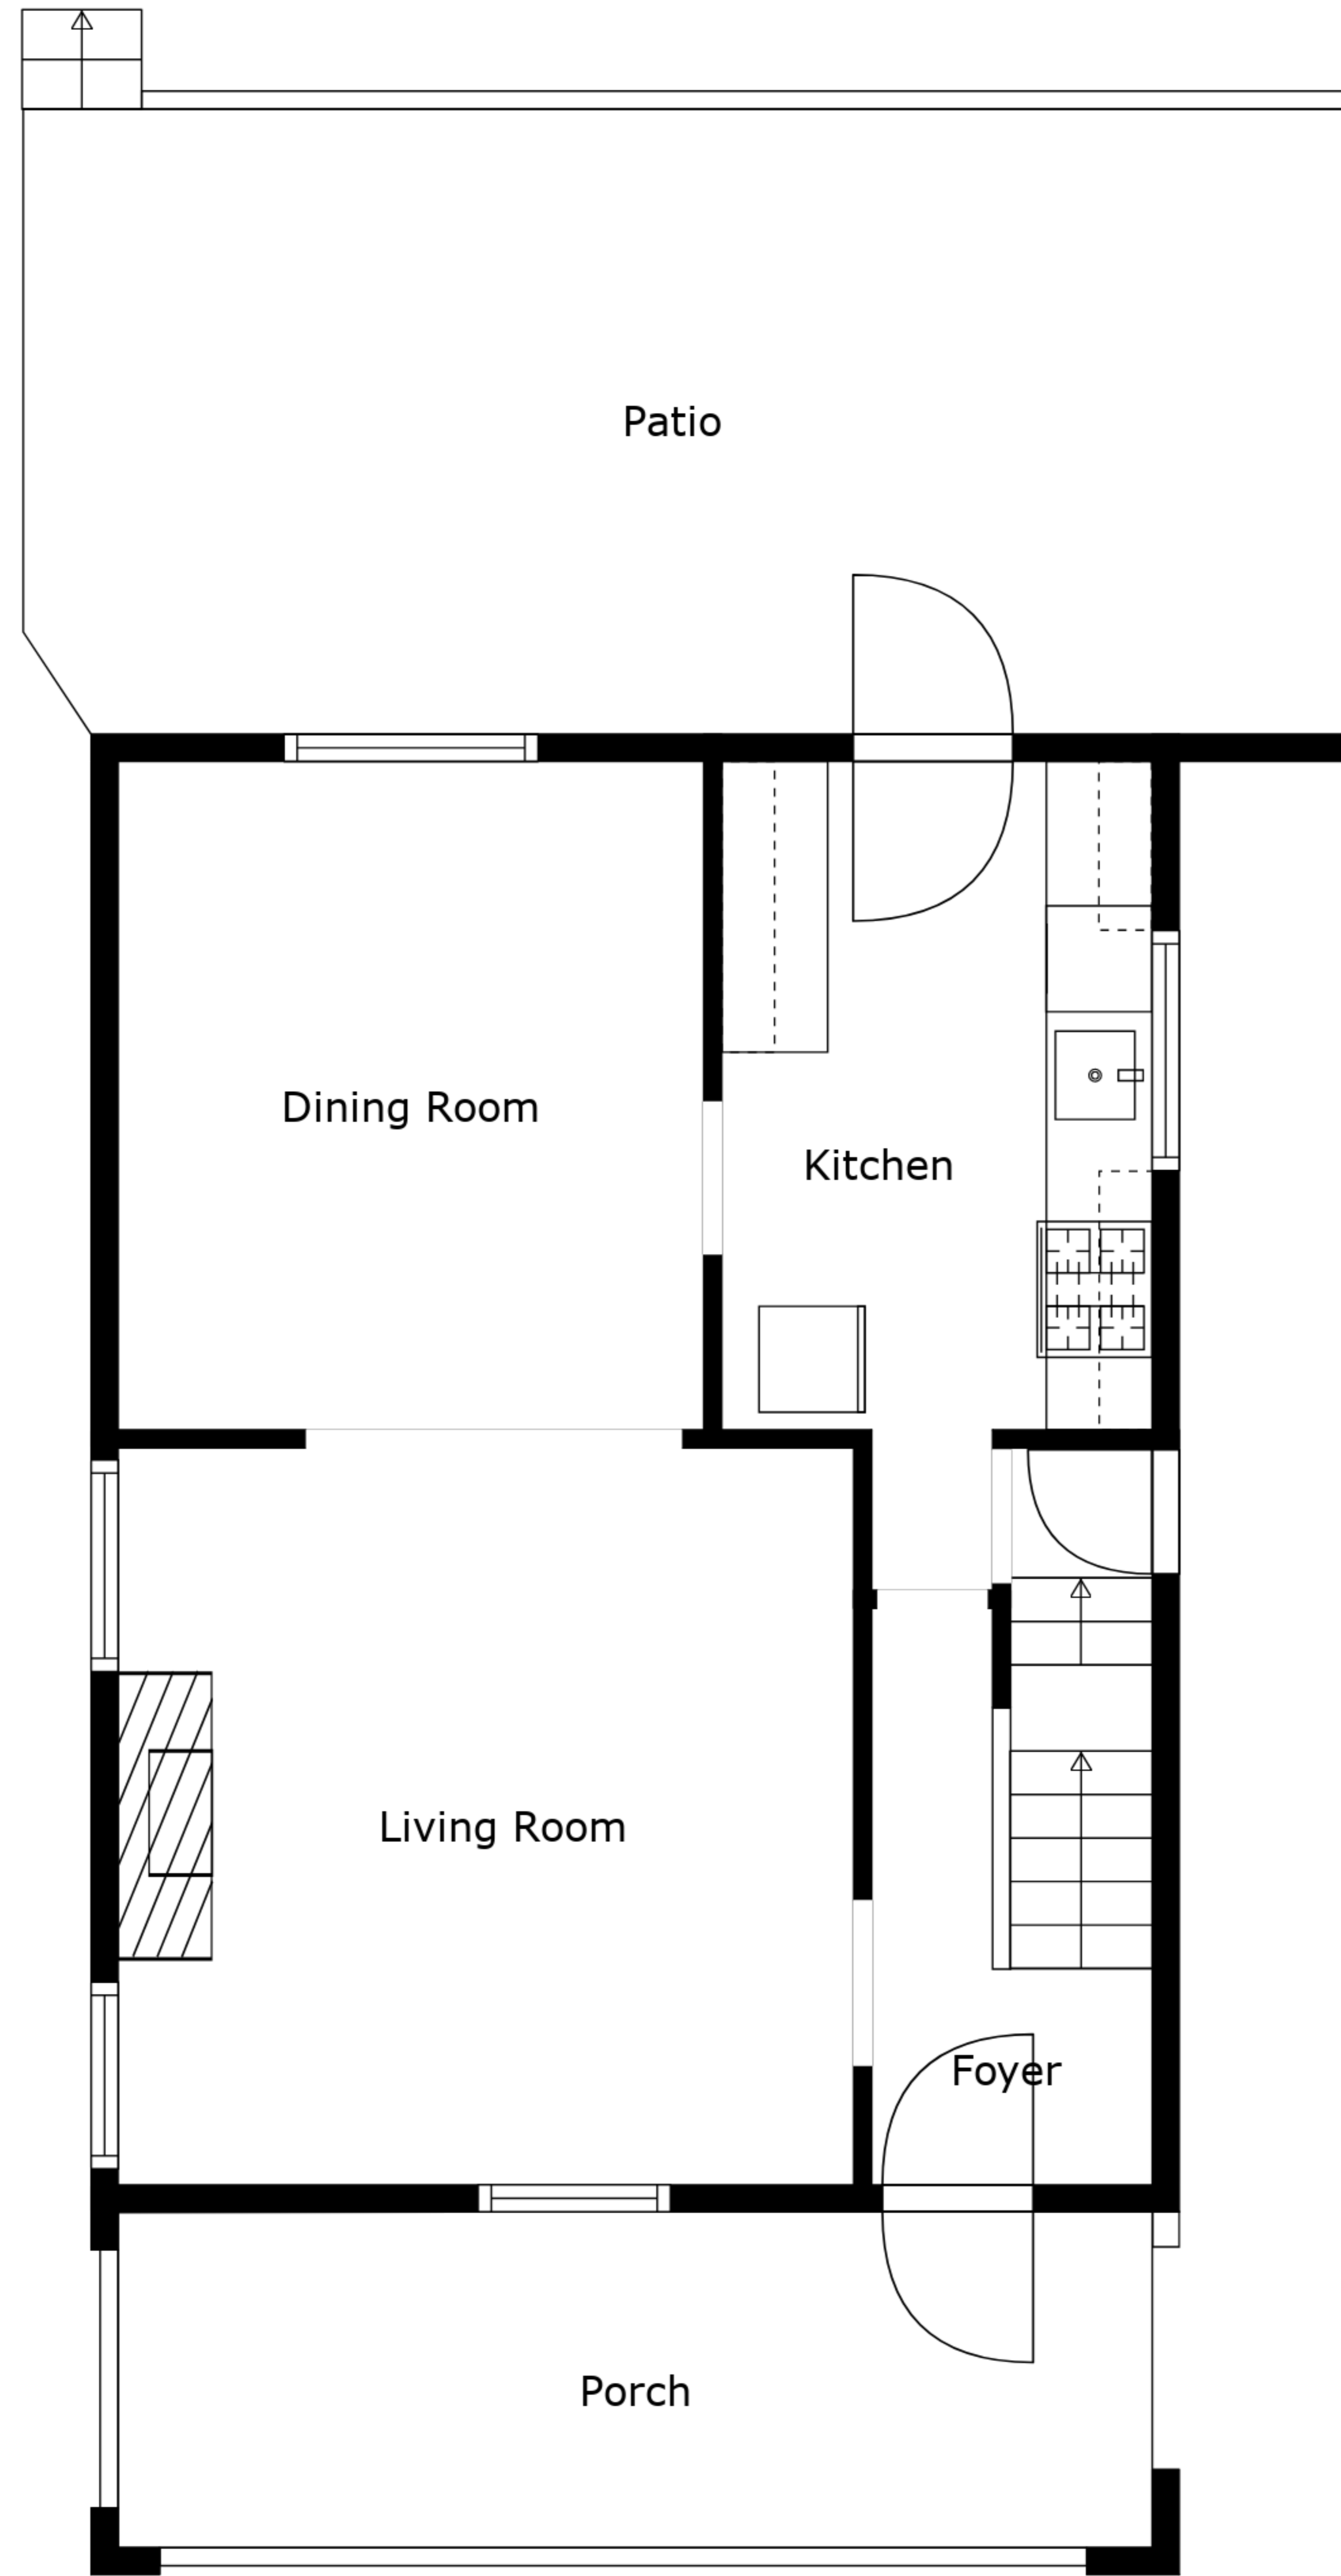 Patio
Dining Room
Kitchen
Living Room
Foyer
Porch